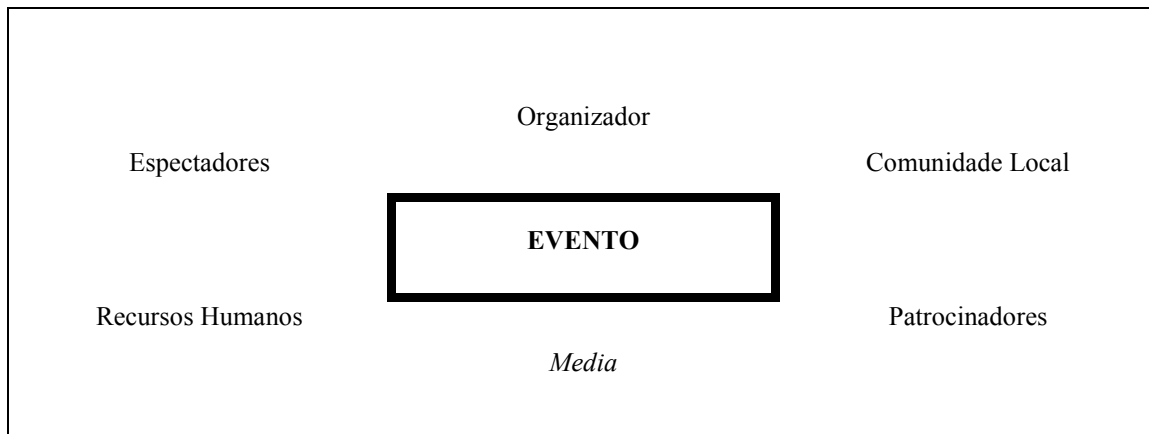 Organizador
Espectadores
Comunidade Local
EVENTO
Recursos Humanos
Patrocinadores
Media